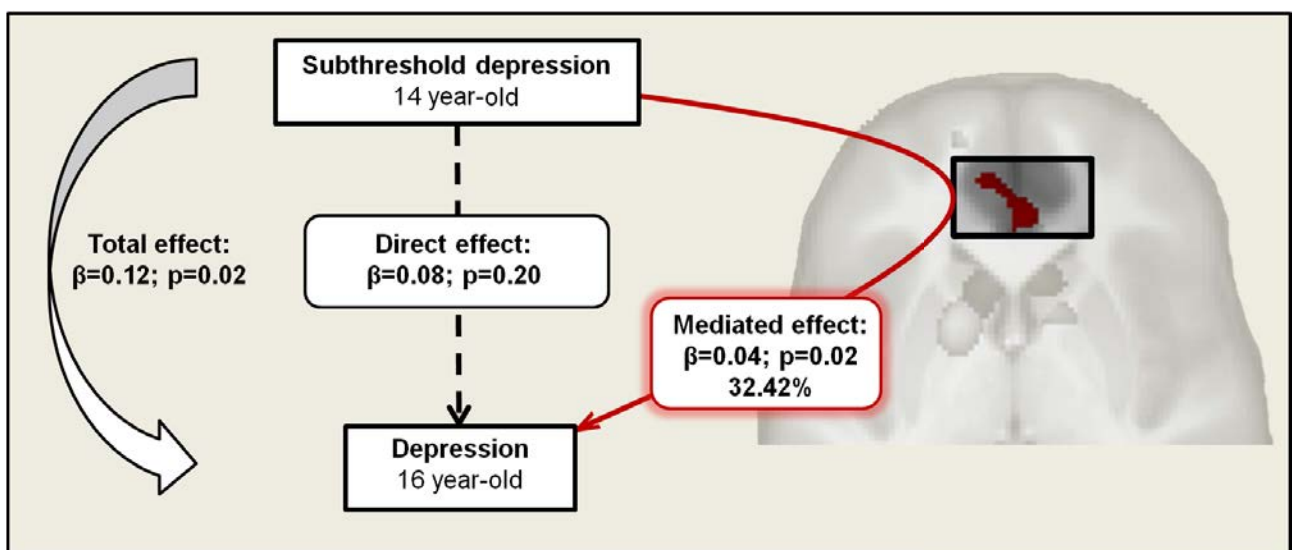 Subthreshold depression
14 year-old
Total effect:
β=0.12; p=0.02
Direct effect:
β=0.08; p=0.20
Mediated effect:
β=0.04; p=0.02
32.42%
Depression
16 year-old